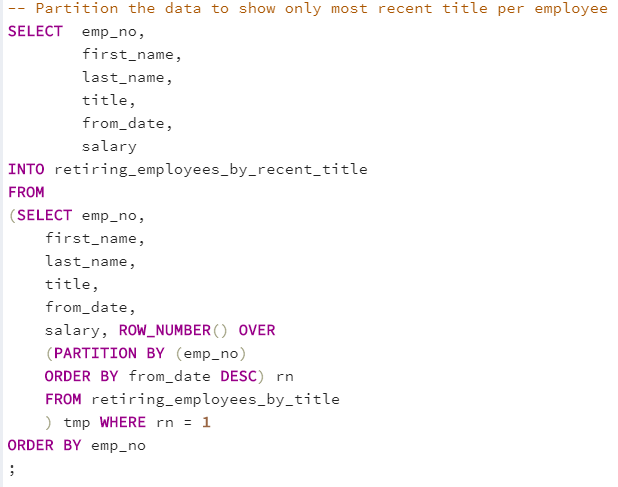 -- Partition the data to show only most recent title per employee
SELECT  emp_no,
        first_name,
        last_name,
        title,
        from_date,
        salary
INTO retiring_employees_by_recent_title
FROM
(SELECT emp_no,
    first_name,
    last_name,
    title,
    from_date,
    salary, ROW_NUMBER() OVER
    (PARTITION BY (emp_no)
    ORDER BY from_date DESC) rn
    FROM retiring_employees_by_title
    ) tmp WHERE rn = 1
ORDER BY emp_no
;